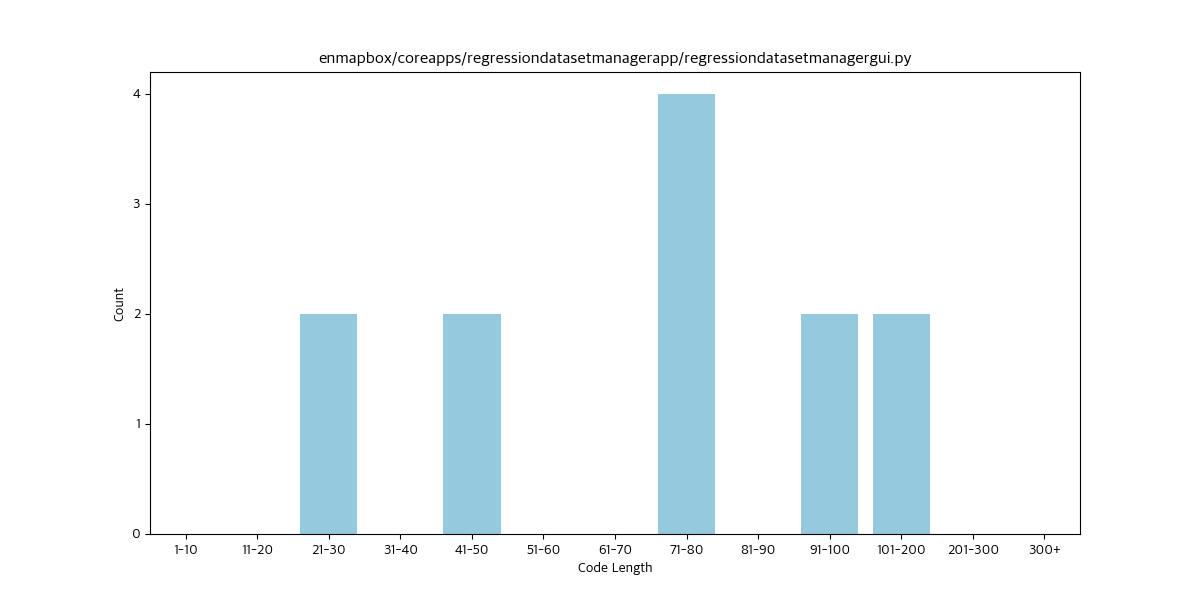 enmapbox/coreapps/regressiondatasetmanagerapp/regressiondatasetmanagergui.py
4
3
2
1
0
Count
1-10 11-20 21-30 31-40 41-50 51-60 61-70 71-80 81-90 91-100 101-200 201-300 300+
Code Length